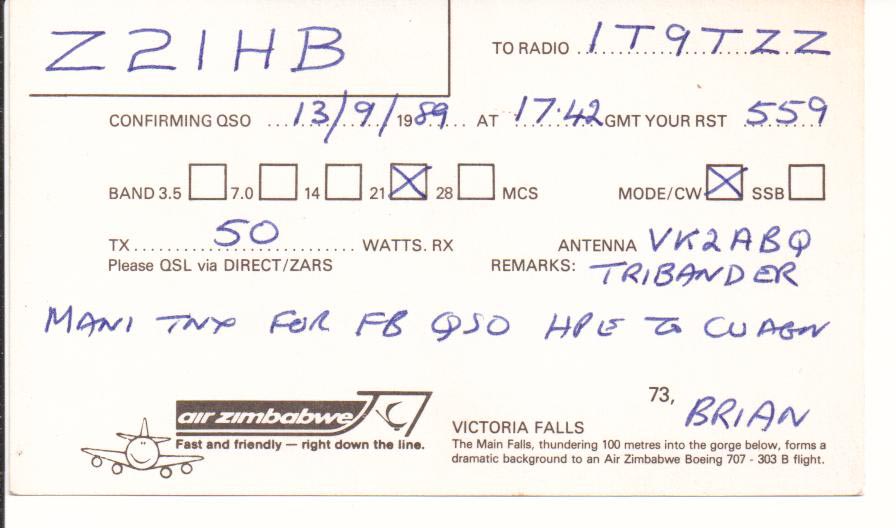 Z21HB
TO RADIO 1T9TZZ
CONFIRMING QSO 13/9/1989 AT 17.42 GMT YOUR RST 559
BAND 3.5 7.0 14 21 28 MCS MODE/CW SSB
TX 50 WATTS. RX ANTENNA VK2ABQ
Please QSL via DIRECT/ZARS REMARKS: TRIBANDER
MANI TNX FOR FB QSO HPE TO CU AGN
73, BRIAN
air zimbabwe
Fast and friendly — right down the line.
VICTORIA FALLS
The Main Falls, thundering 100 metres into the gorge below, forms a
dramatic background to an Air Zimbabwe Boeing 707 - 303 B flight.